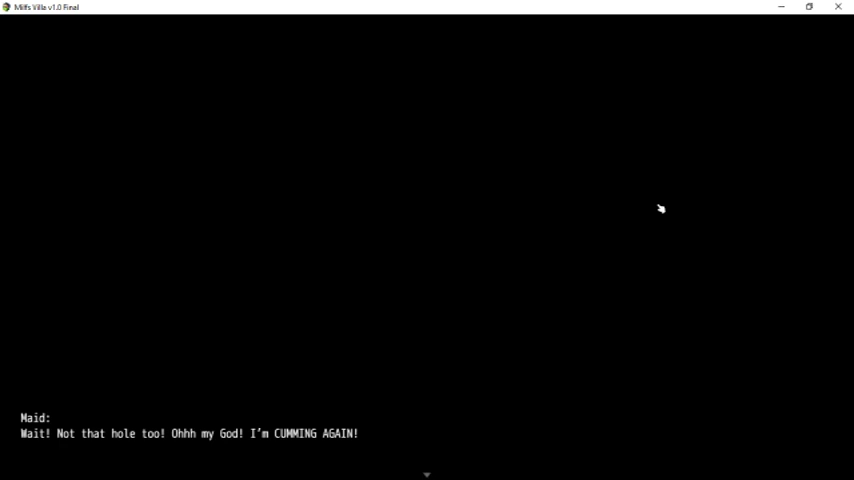 Milfs Villa v1.0 Final
Maid:
Wait! Not that hole too! Ohhh my God! I'm CUMMING AGAIN!